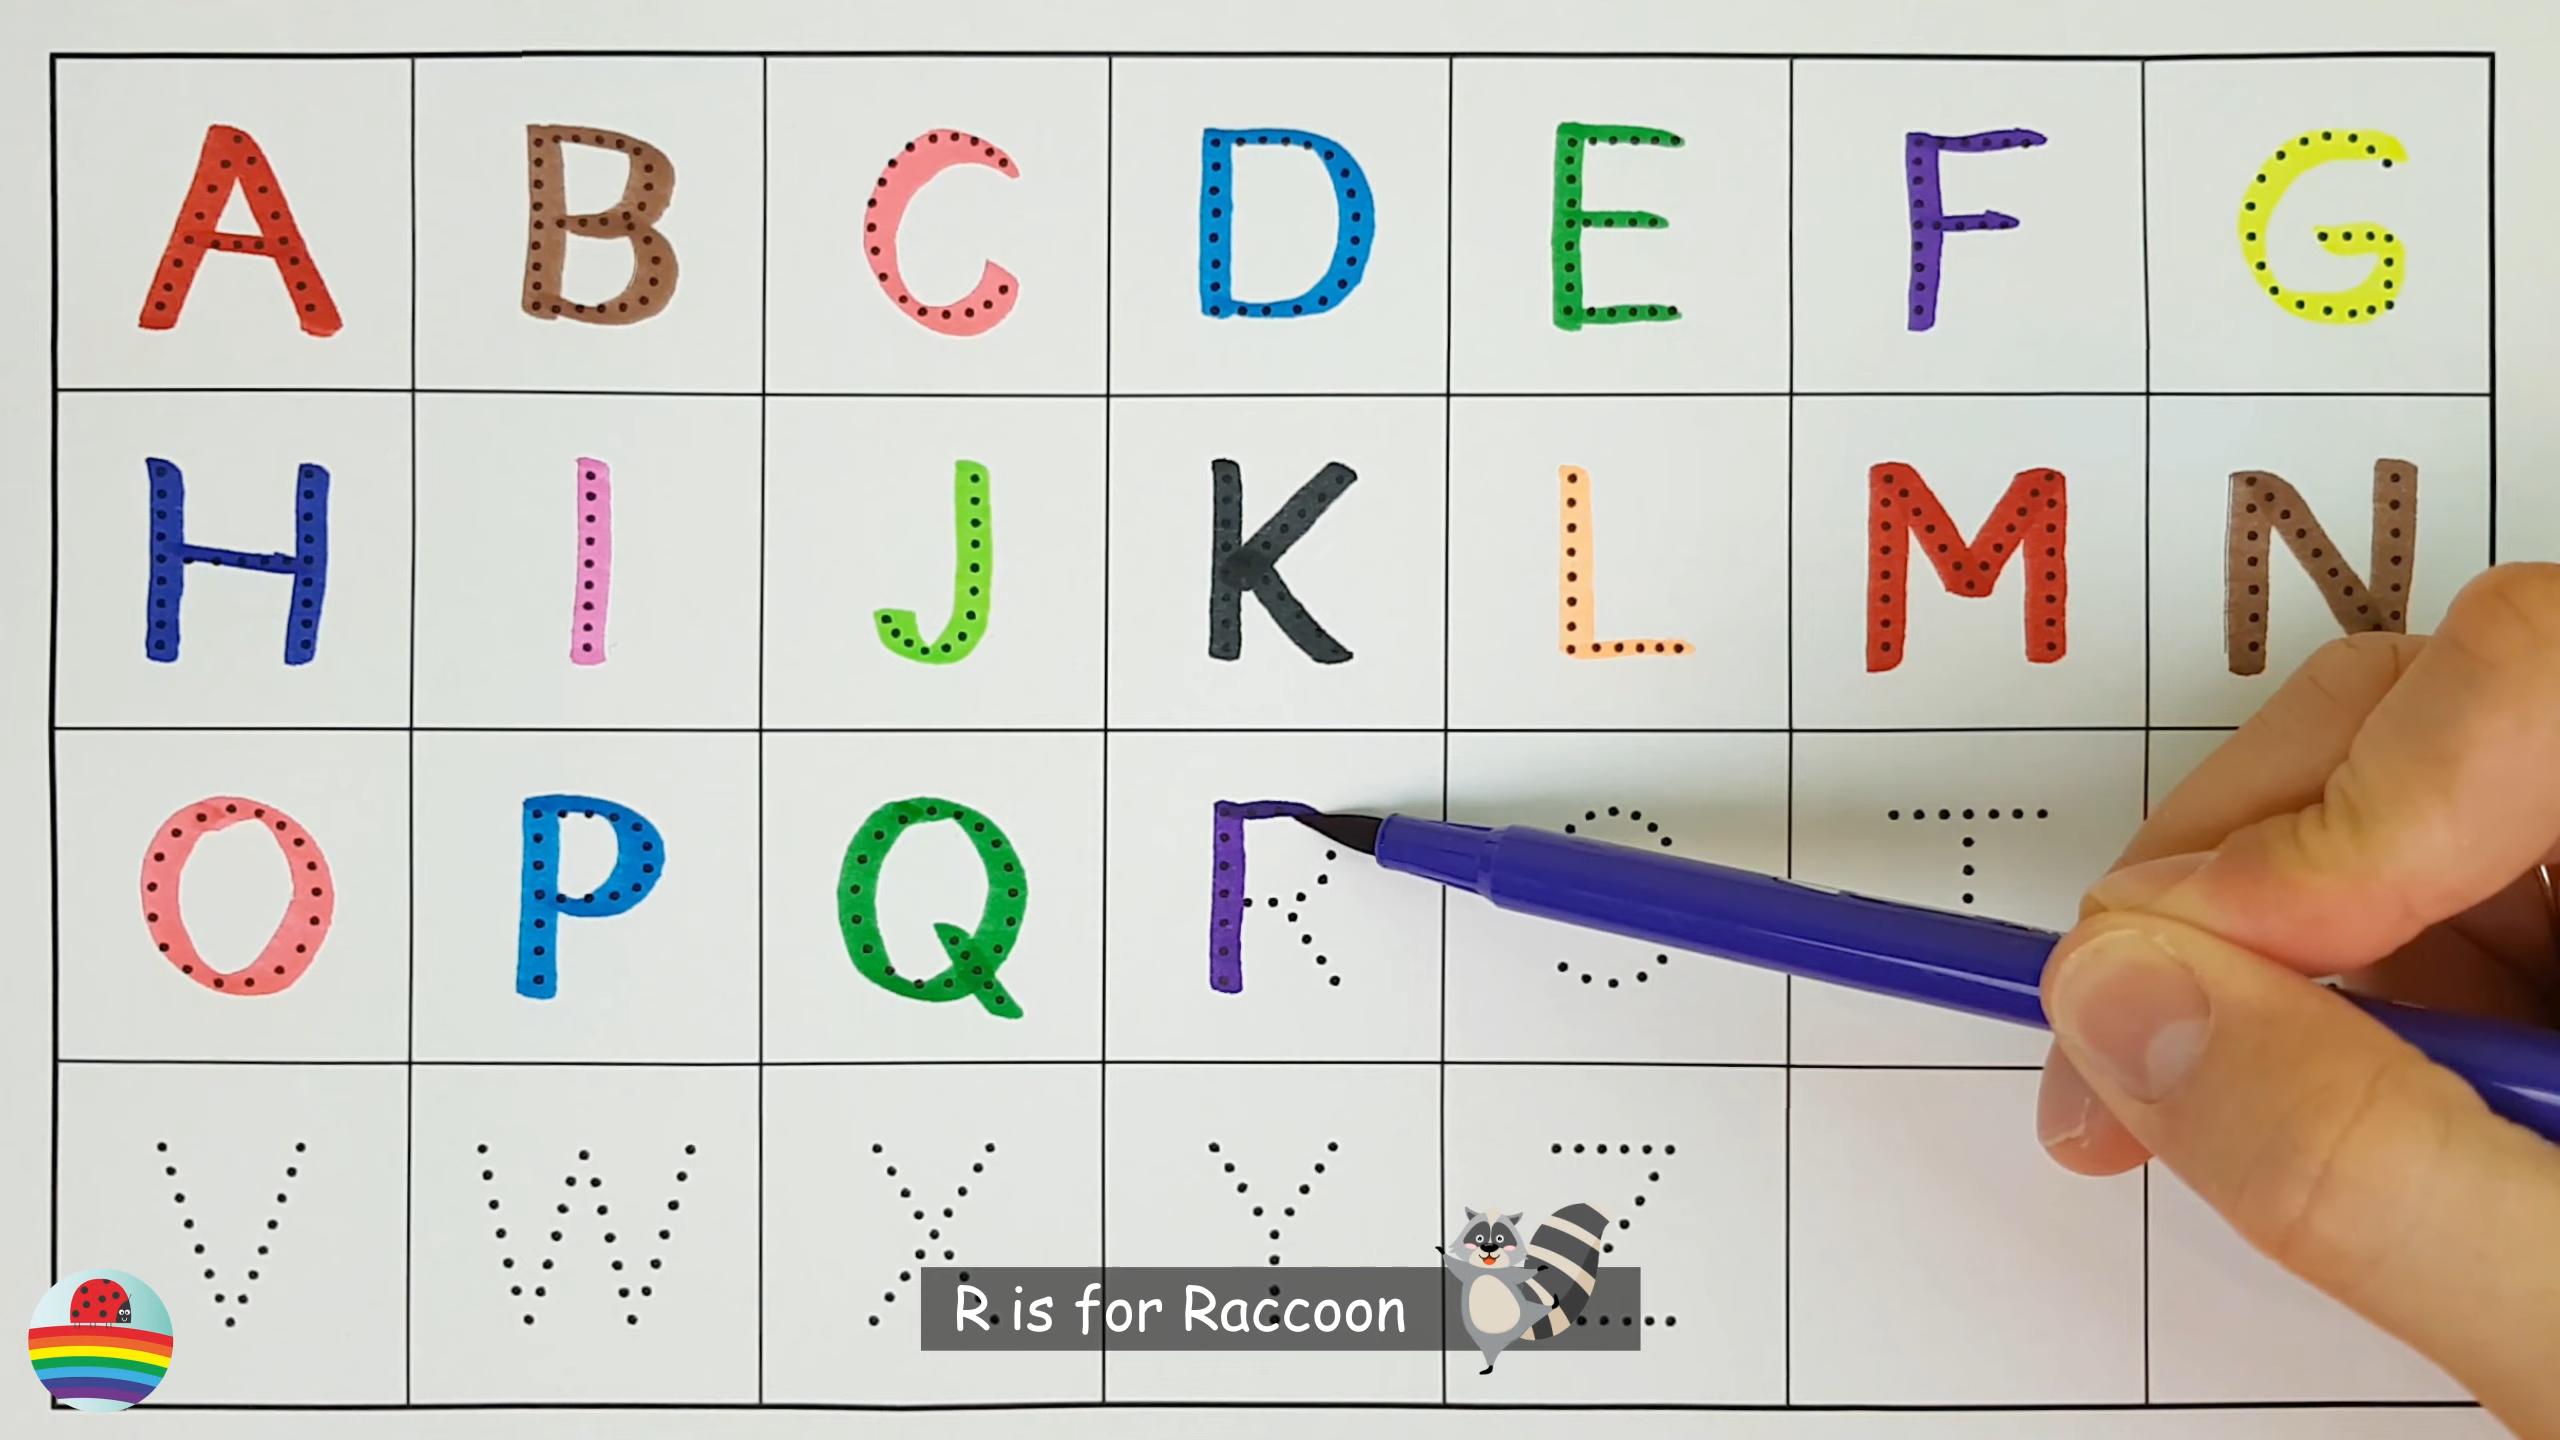 A B C D E F G
H I J K L M N
O P Q R S T
V W X Y Z
R is for Raccoon